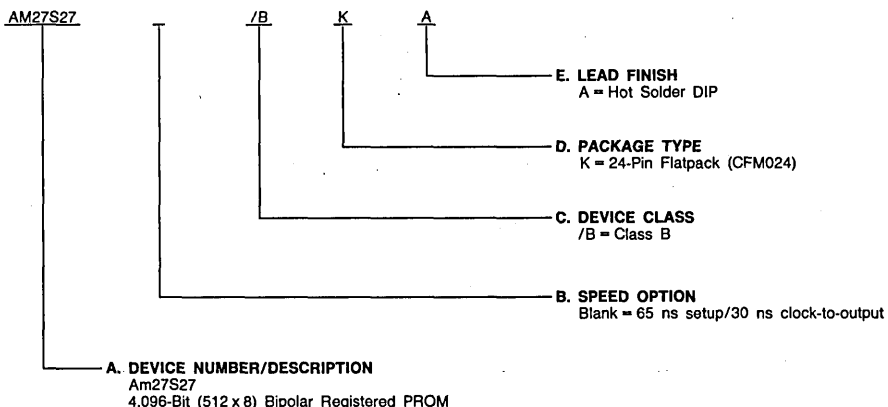 AM27S27 – /B K A
E. LEAD FINISH
A = Hot Solder DIP
D. PACKAGE TYPE
K = 24-Pin Flatpack (CFM024)
C. DEVICE CLASS
/B = Class B
B. SPEED OPTION
Blank = 65 ns setup/30 ns clock-to-output
A. DEVICE NUMBER/DESCRIPTION
Am27S27
4,096-Bit (512 x 8) Bipolar Registered PROM